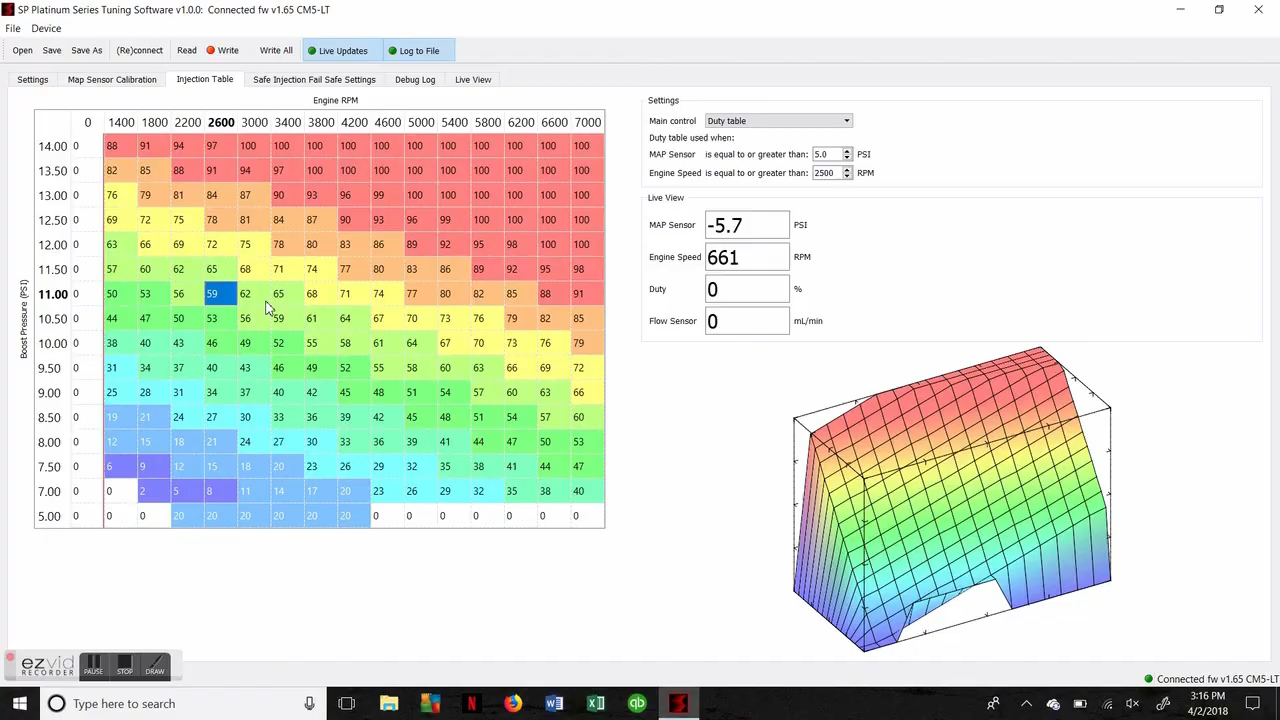 SP Platinum Series Tuning Software v1.0.0:  Connected fw v1.65 CM5-LT
File Device
Open Save Save As (Re)connect Read Write Write All Live Updates Log to File
Settings Map Sensor Calibration Injection Table Safe Injection Fail Safe Settings Debug Log Live View
Engine RPM
0 1400 1800 2200 2600 3000 3400 3800 4200 4600 5000 5400 5800 6200 6600 7000
14.00 0 88 91 94 97 100 100 100 100 100 100 100 100 100 100 100
13.50 0 82 85 88 91 94 97 100 100 100 100 100 100 100 100 100
13.00 0 76 79 81 84 87 90 93 96 99 100 100 100 100 100 100
12.50 0 69 72 75 78 81 84 87 90 93 96 99 100 100 100 100
12.00 0 63 66 69 72 75 78 80 83 86 89 92 95 98 100 100
11.50 0 57 60 62 65 68 71 74 77 80 83 86 89 92 95 98
11.00 0 50 53 56 59 62 65 68 71 74 77 80 82 85 88 91
10.50 0 44 47 50 53 56 59 61 64 67 70 73 76 79 82 85
10.00 0 38 40 43 46 49 52 55 58 61 64 67 70 73 76 79
9.50 0 31 34 37 40 43 46 49 52 55 58 60 63 66 69 72
9.00 0 25 28 31 34 37 40 42 45 48 51 54 57 60 63 66
8.50 0 19 21 24 27 30 33 36 39 42 45 48 51 54 57 60
8.00 0 12 15 18 21 24 27 30 33 36 39 41 44 47 50 53
7.50 0 6 9 12 15 18 20 23 26 29 32 35 38 41 44 47
7.00 0 0 2 5 8 11 14 17 20 23 26 29 32 35 38 40
5.00 0 0 0 20 20 20 20 20 20 0 0 0 0 0 0 0
Boost Pressure (PSI)
Settings
Main control Duty table
Duty table used when:
MAP Sensor is equal to or greater than: 5.0 PSI
Engine Speed is equal to or greater than: 2500 RPM
Live View
MAP Sensor -5.7 PSI
Engine Speed 661 RPM
Duty 0 %
Flow Sensor 0 mL/min
ezvid
RECORDER
PAUSE STOP DRAW
Connected fw v1.65 CM5-LT
Type here to search
3:16 PM
4/2/2018